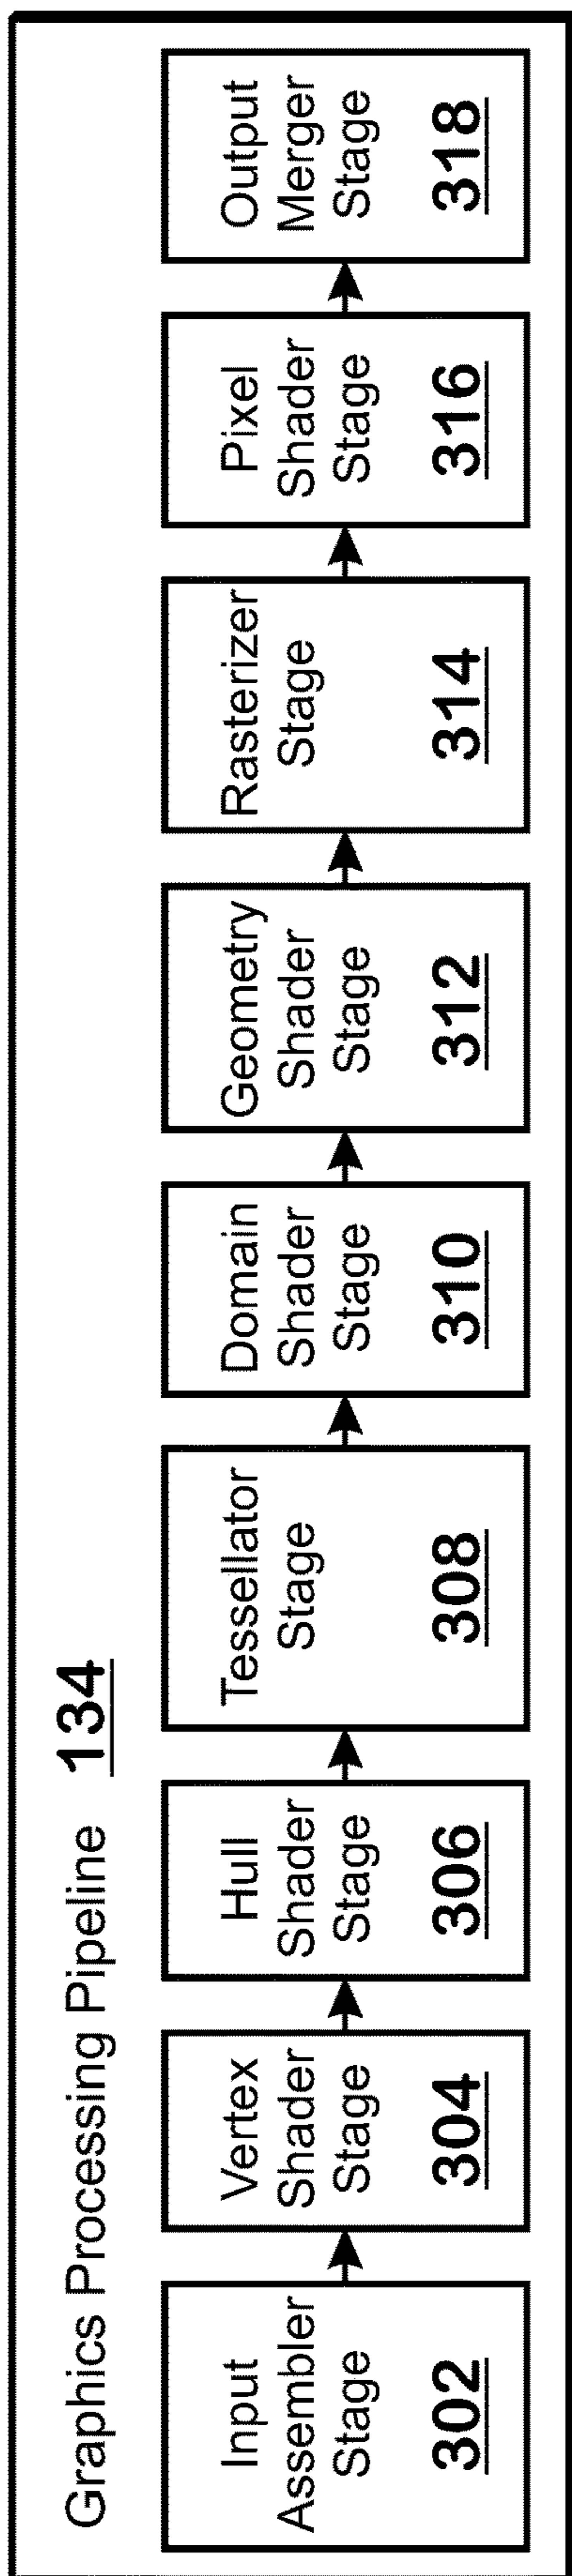 Graphics Processing Pipeline 134
Input
Assembler
Stage
302
Vertex
Shader
Stage
304
Hull
Shader
Stage
306
Tessellator
Stage
308
Domain
Shader
Stage
310
Geometry
Shader
Stage
312
Rasterizer
Stage
314
Pixel
Shader
Stage
316
Output
Merger
Stage
318